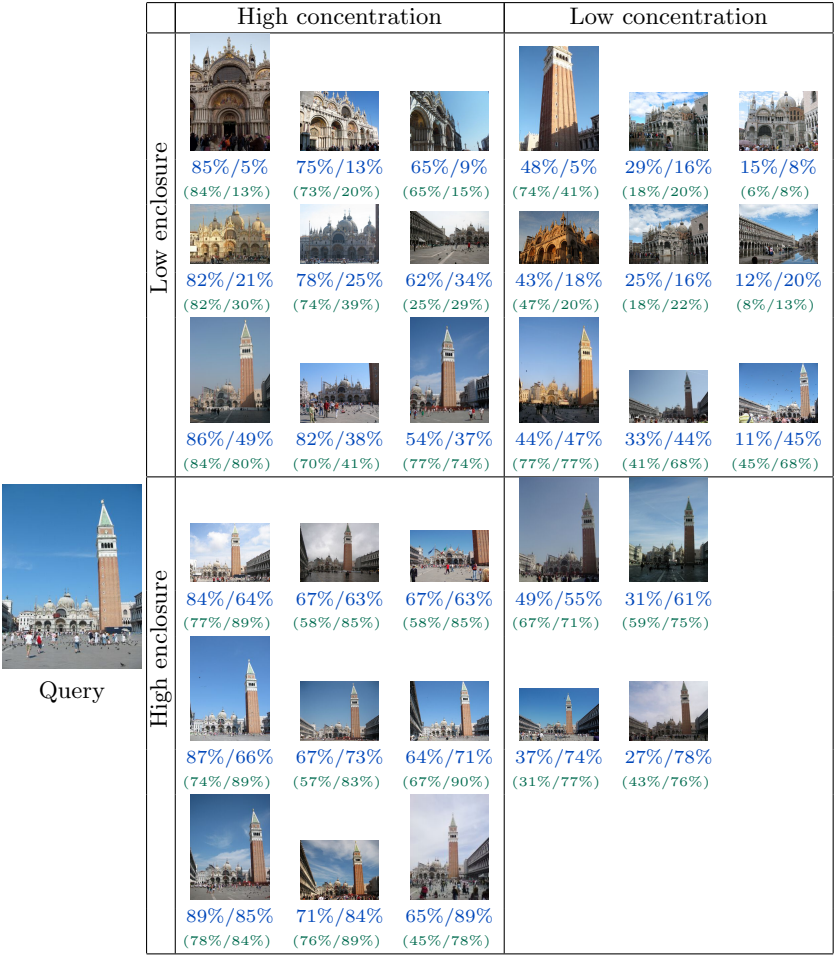 High concentration Low concentration
Low enclosure
85%/5% 75%/13% 65%/9% 48%/5% 29%/16% 15%/8%
(84%/13%) (73%/20%) (65%/15%) (74%/41%) (18%/20%) (6%/8%)
82%/21% 78%/25% 62%/34% 43%/18% 25%/16% 12%/20%
(82%/30%) (74%/39%) (25%/29%) (47%/20%) (18%/22%) (8%/13%)
86%/49% 82%/38% 54%/37% 44%/47% 33%/44% 11%/45%
(84%/80%) (70%/41%) (77%/74%) (77%/77%) (41%/68%) (45%/68%)
Query
High enclosure
84%/64% 67%/63% 67%/63% 49%/55% 31%/61%
(77%/89%) (58%/85%) (58%/85%) (67%/71%) (59%/75%)
87%/66% 67%/73% 64%/71% 37%/74% 27%/78%
(74%/89%) (57%/83%) (67%/90%) (31%/77%) (43%/76%)
89%/85% 71%/84% 65%/89%
(78%/84%) (76%/89%) (45%/78%)